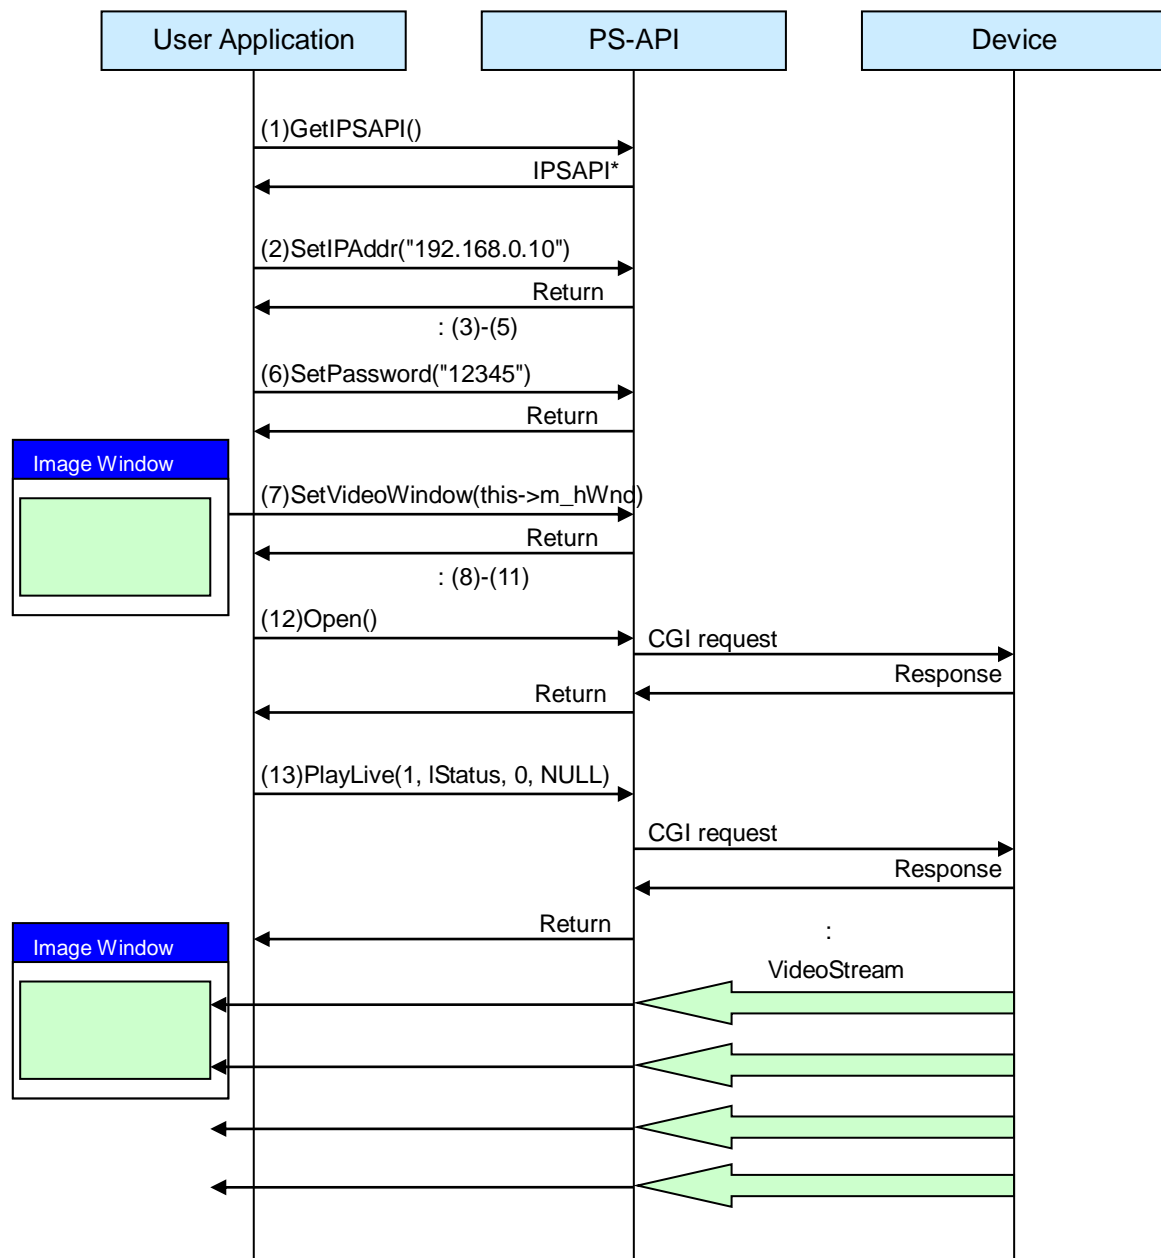 User Application
PS-API
Device
(1)GetIPSAPI()
IPSAPI*
(2)SetIPAddr("192.168.0.10")
Return
: (3)-(5)
(6)SetPassword("12345")
Return
Image Window
(7)SetVideoWindow(this->m_hWnd)
Return
: (8)-(11)
(12)Open()
CGI request
Response
Return
(13)PlayLive(1, lStatus, 0, NULL)
CGI request
Response
Return
:
Image Window
VideoStream